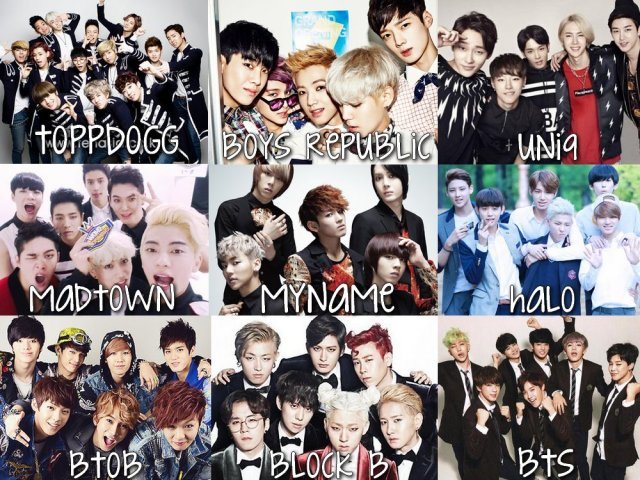 TOPPDOGG
BOYS REPUBLIC
UNiQ
MADTOWN
MYNAME
HALO
BTOB
BLOCK B
BTS